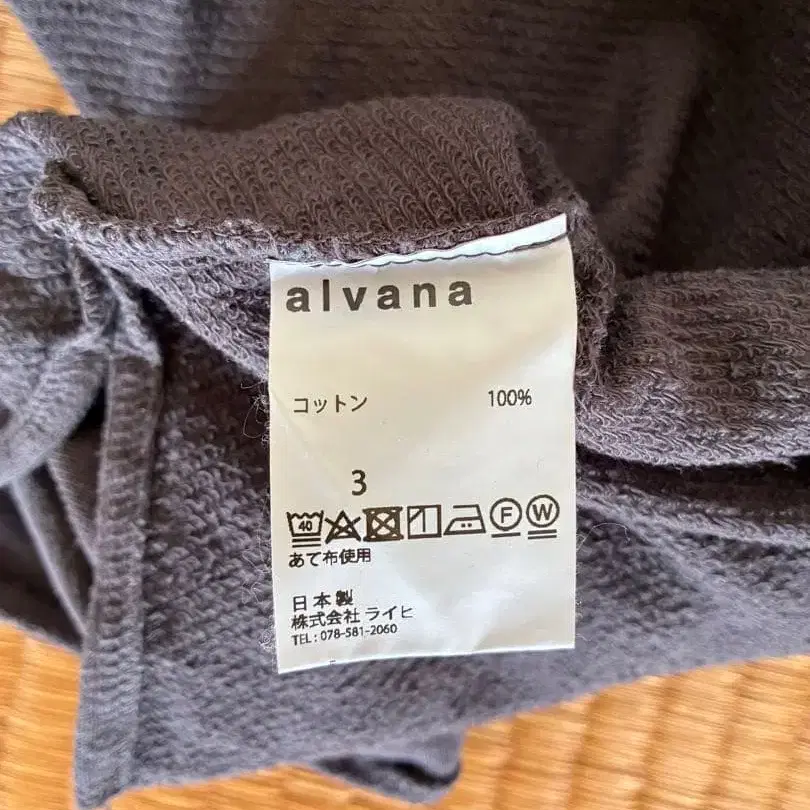 alvana
コットン 100%
3
40 F W
あて布使用
日本製
株式会社 ライヒ
TEL: 078-581-2060